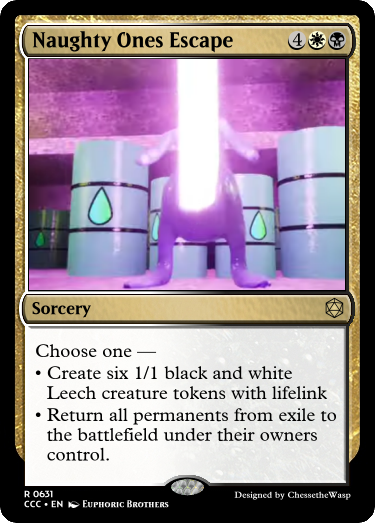 Naughty Ones Escape 4
Sorcery
Choose one —
• Create six 1/1 black and white
Leech creature tokens with lifelink
• Return all permanents from exile to
the battlefield under their owners
control.
R 0631
CCC • EN Euphoric Brothers
Designed by ChessetheWasp